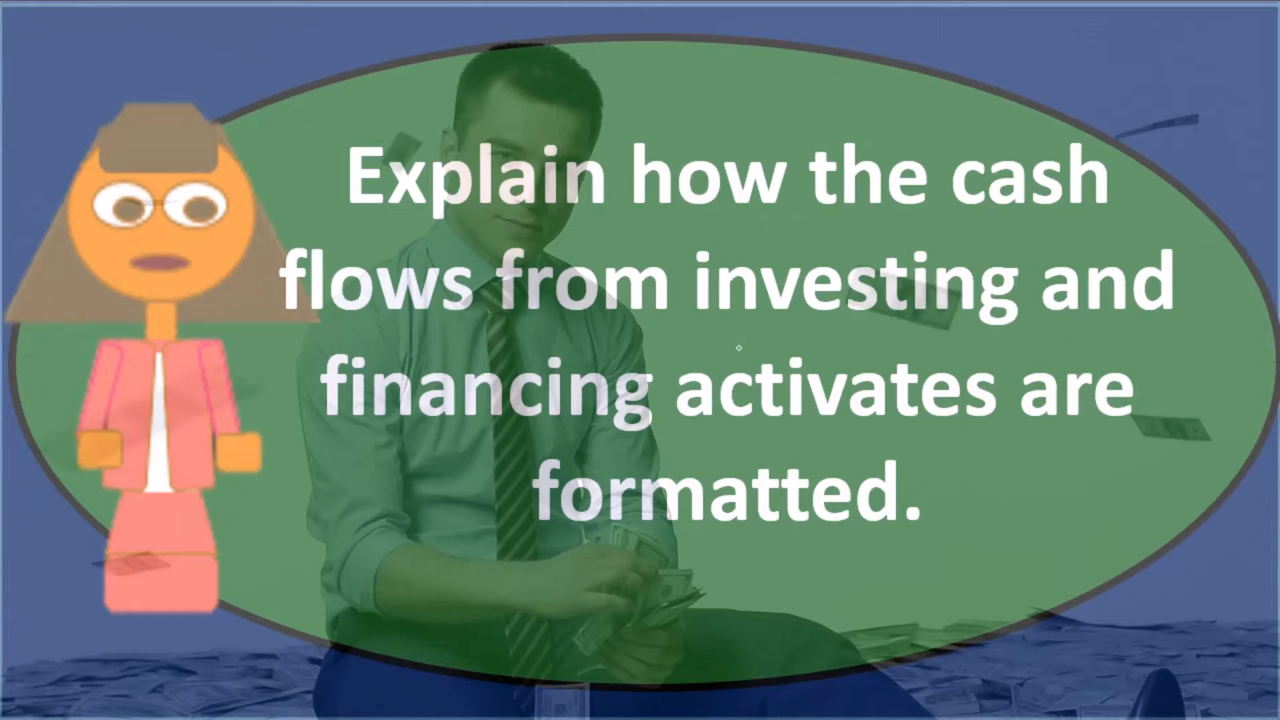 Explain how the cash
flows from investing and
financing activates are
formatted.